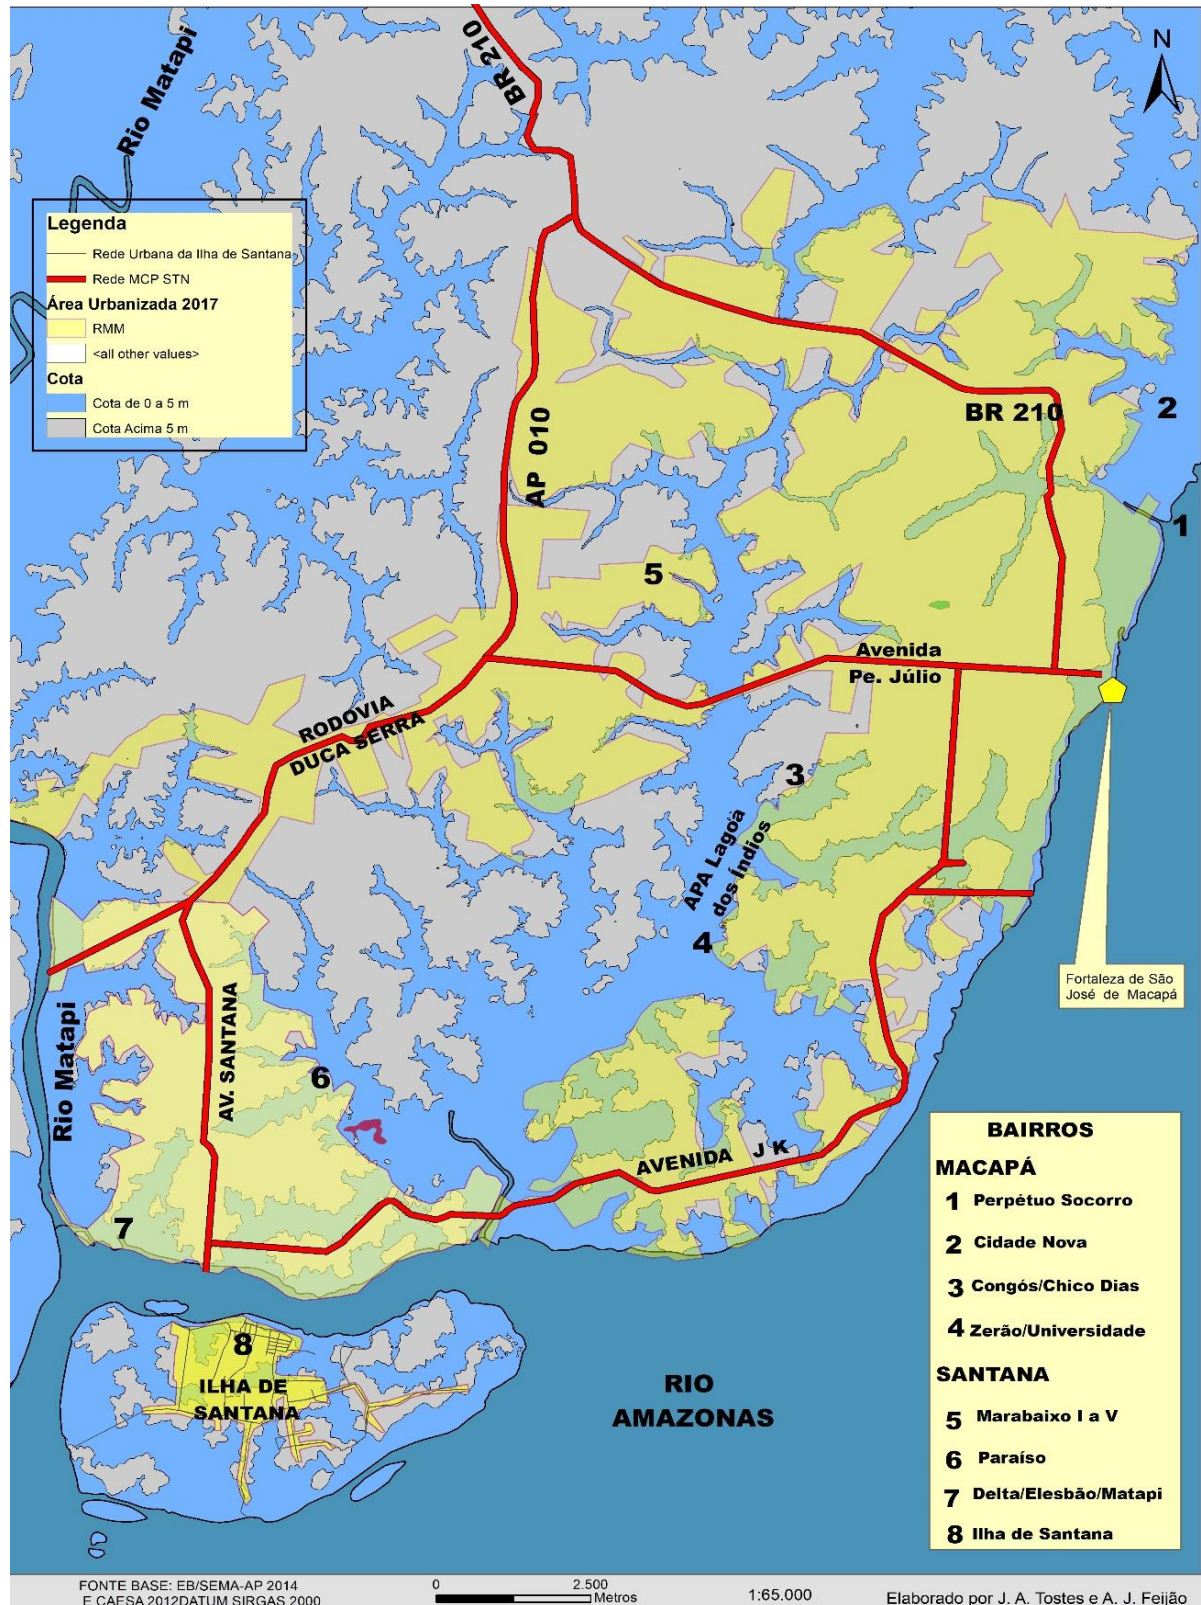 N
BR 210
Rio Matapi
Legenda
Rede Urbana da Ilha de Santana
Rede MCP STN
Área Urbanizada 2017
RMM
<all other values>
Cota
Cota de 0 a 5 m
Cota Acima 5 m
2
BR 210
AP 010
1
5
Avenida
Pe. Júlio
RODOVIA
DUCA SERRA
3
APA Lagoa
dos Índios
4
Fortaleza de São
José de Macapá
AV. SANTANA
Rio Matapi
6
AVENIDA J K
7
8
ILHA DE
SANTANA
RIO
AMAZONAS
BAIRROS
MACAPÁ
1 Perpétuo Socorro
2 Cidade Nova
3 Congós/Chico Dias
4 Zerão/Universidade
SANTANA
5 Marabaixo I a V
6 Paraíso
7 Delta/Elesbão/Matapi
8 Ilha de Santana
FONTE BASE: EB/SEMA-AP 2014
E CAESA 2012DATUM SIRGAS 2000
0 2.500
Metros
1:65.000
Elaborado por J. A. Tostes e A. J. Feijão